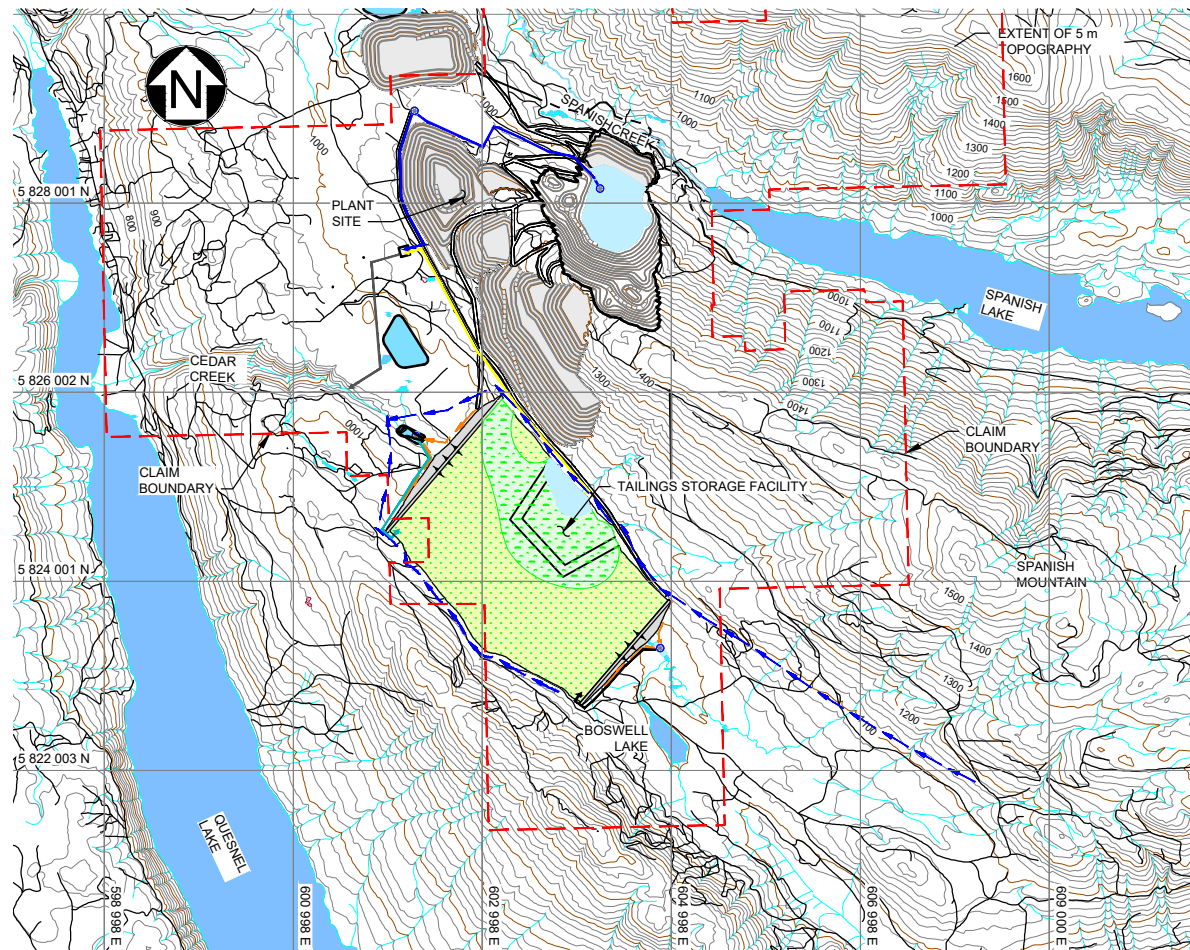 EXTENT OF 5 m
TOPOGRAPHY
N
1600
1500
1400
1300
1200
1100
1000
1100
1000
1000
SPANISH CREEK
1000
5 828 001 N
PLANT
SITE
800
900
SPANISH
LAKE
1000
1100
1200
1300
1400
1300
1400
CEDAR
CREEK
5 826 002 N
1000
CLAIM
BOUNDARY
CLAIM
BOUNDARY
TAILINGS STORAGE FACILITY
5 824 001 N
SPANISH
MOUNTAIN
1500
1400
1300
1200
1100
BOSWELL
LAKE
5 822 003 N
QUESNEL
LAKE
598 998 E
600 998 E
602 998 E
604 998 E
606 998 E
609 000 E